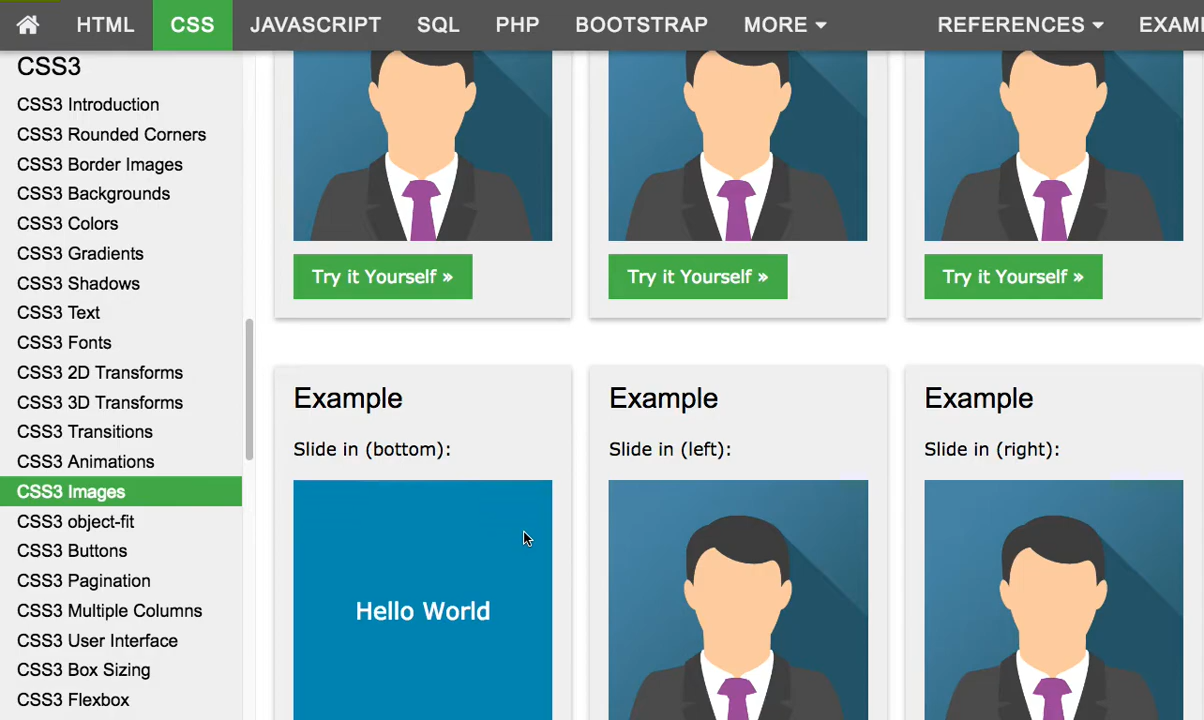 HTML CSS JAVASCRIPT SQL PHP BOOTSTRAP MORE REFERENCES EXAM
CSS3
CSS3 Introduction
CSS3 Rounded Corners
CSS3 Border Images
CSS3 Backgrounds
CSS3 Colors
CSS3 Gradients
CSS3 Shadows
CSS3 Text
CSS3 Fonts
CSS3 2D Transforms
CSS3 3D Transforms
CSS3 Transitions
CSS3 Animations
CSS3 Images
CSS3 object-fit
CSS3 Buttons
CSS3 Pagination
CSS3 Multiple Columns
CSS3 User Interface
CSS3 Box Sizing
CSS3 Flexbox
Try it Yourself » Try it Yourself » Try it Yourself »
Example Example Example
Slide in (bottom): Slide in (left): Slide in (right):
Hello World